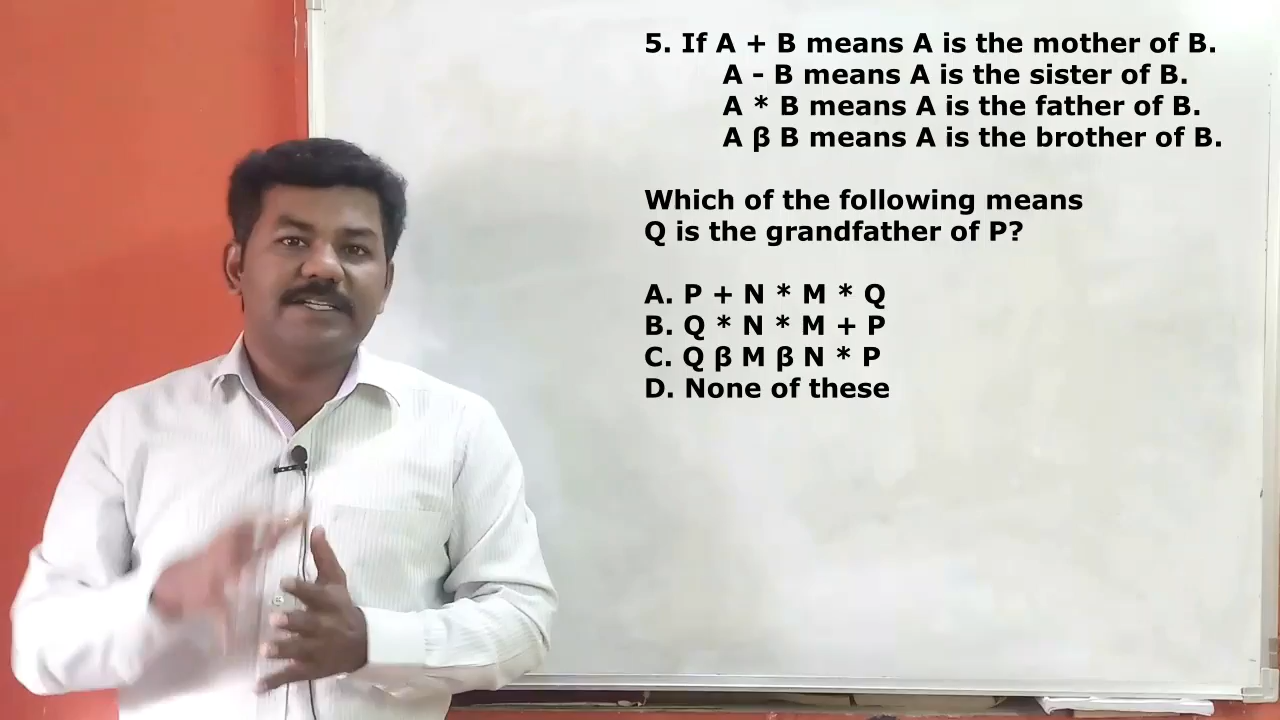 5. If A + B means A is the mother of B.
A - B means A is the sister of B.
A * B means A is the father of B.
A β B means A is the brother of B.
Which of the following means
Q is the grandfather of P?
A. P + N * M * Q
B. Q * N * M + P
C. Q β M β N * P
D. None of these